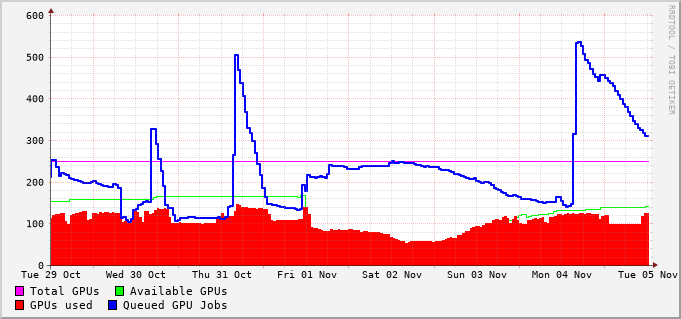 RRDTOOL / TOBI OETIKER
600
500
400
300
200
100
0
Tue 29 Oct Wed 30 Oct Thu 31 Oct Fri 01 Nov Sat 02 Nov Sun 03 Nov Mon 04 Nov Tue 05 Nov
Total GPUs Available GPUs
GPUs used Queued GPU Jobs